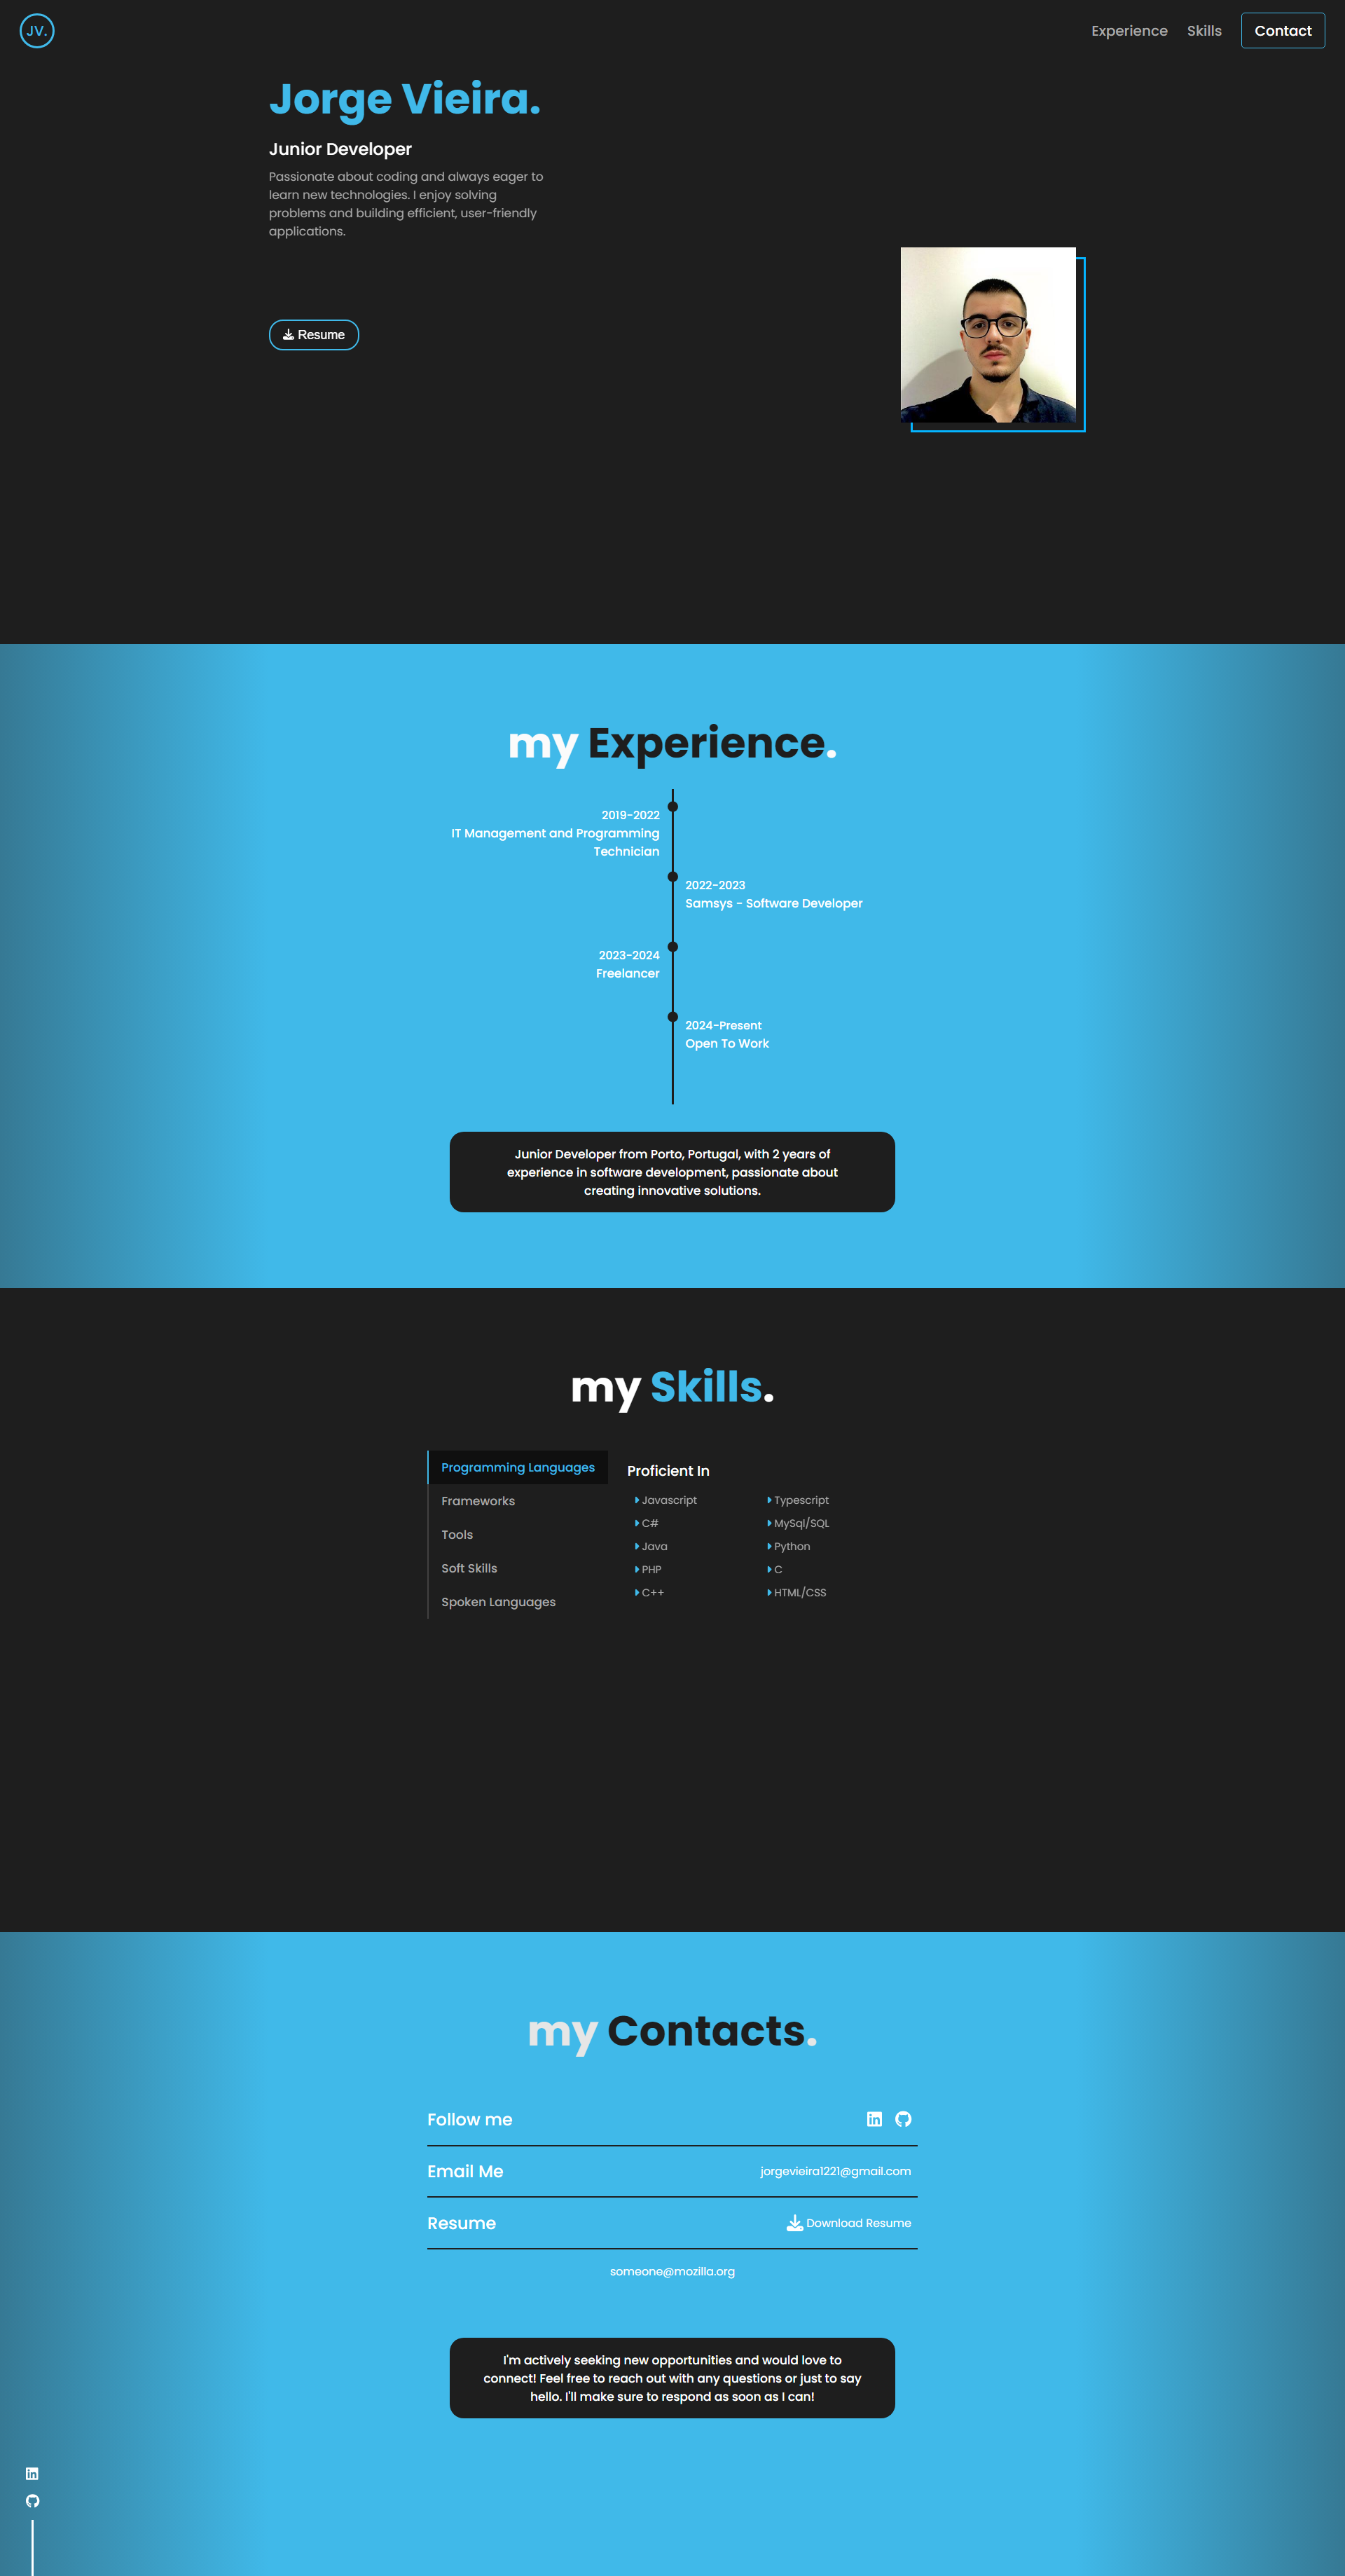 JV.
Experience
Skills
Contact
Jorge Vieira.
Junior Developer
Passionate about coding and always eager to
learn new technologies. I enjoy solving
problems and building efficient, user-friendly
applications.
Resume
my Experience.
2019-2022
IT Management and Programming
Technician
2022-2023
Samsys - Software Developer
2023-2024
Freelancer
2024-Present
Open To Work
Junior Developer from Porto, Portugal, with 2 years of
experience in software development, passionate about
creating innovative solutions.
my Skills.
Programming Languages
Frameworks
Tools
Soft Skills
Spoken Languages
Proficient In
Javascript
Typescript
C#
MySql/SQL
Java
Python
PHP
C
C++
HTML/CSS
my Contacts.
Follow me
Email Me
jorgevieira1221@gmail.com
Resume
Download Resume
someone@mozilla.org
I'm actively seeking new opportunities and would love to
connect! Feel free to reach out with any questions or just to say
hello. I'll make sure to respond as soon as I can!